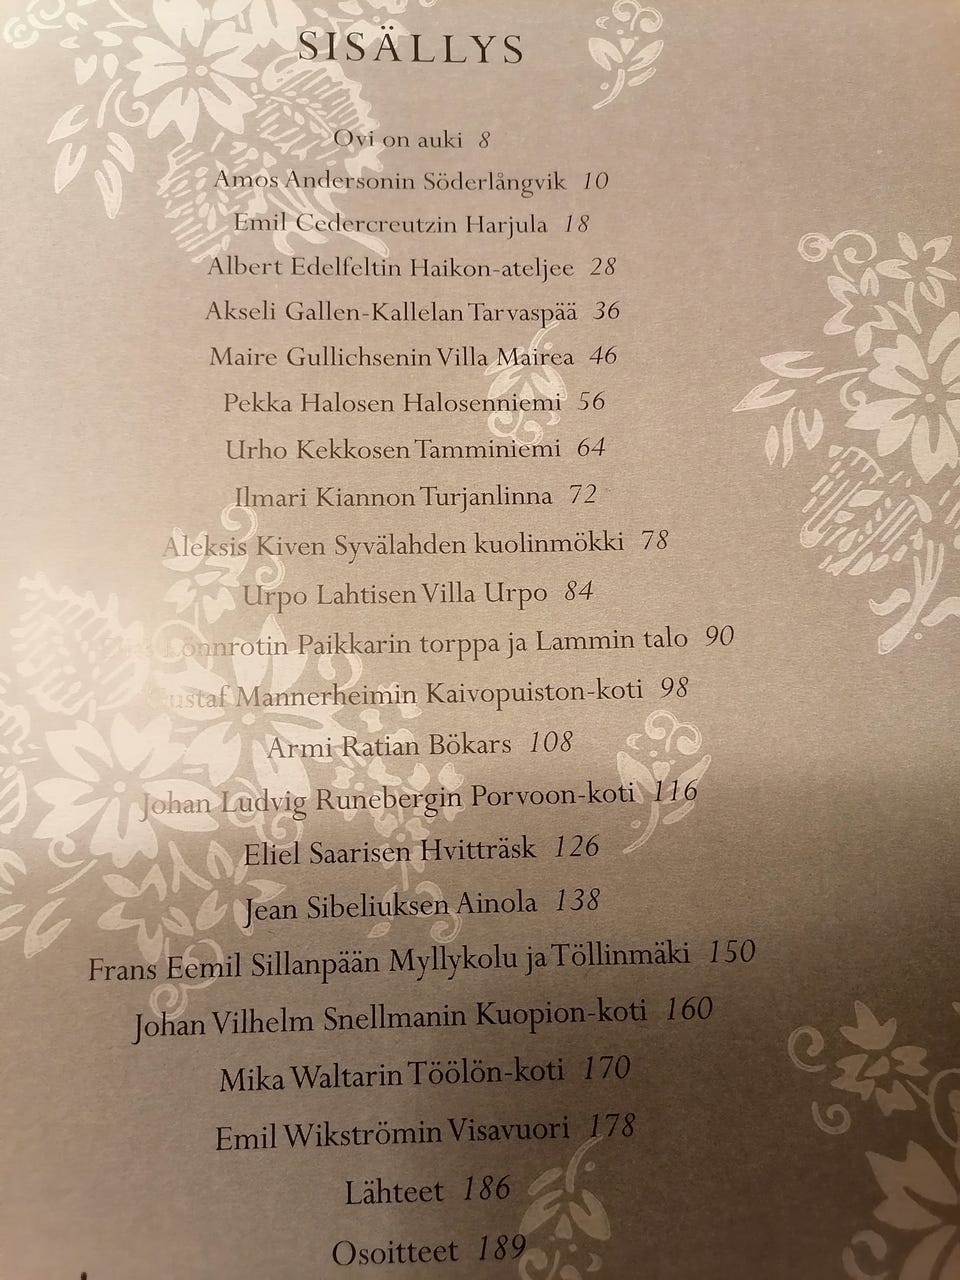 SISÄLLYS
Ovi on auki 8
Amos Andersonin Söderlångvik 10
Emil Cedercreutzin Harjula 18
Albert Edelfeltin Haikon-ateljee 28
Akseli Gallen-Kallelan Tarvaspää 36
Maire Gullichsenin Villa Mairea 46
Pekka Halosen Halosenniemi 56
Urho Kekkosen Tamminiemi 64
Ilmari Kiannon Turjanlinna 72
Aleksis Kiven Syvälahden kuolinmökki 78
Urpo Lahtisen Villa Urpo 84
Lönnrotin Paikkarin torppa ja Lammin talo 90
Gustaf Mannerheimin Kaivopuiston-koti 98
Armi Ratian Bökars 108
Johan Ludvig Runebergin Porvoon-koti 116
Eliel Saarisen Hvitträsk 126
Jean Sibeliuksen Ainola 138
Frans Eemil Sillanpään Myllykolu ja Töllinmäki 150
Johan Vilhelm Snellmanin Kuopion-koti 160
Mika Waltarin Töölön-koti 170
Emil Wikströmin Visavuori 178
Lähteet 186
Osoitteet 189